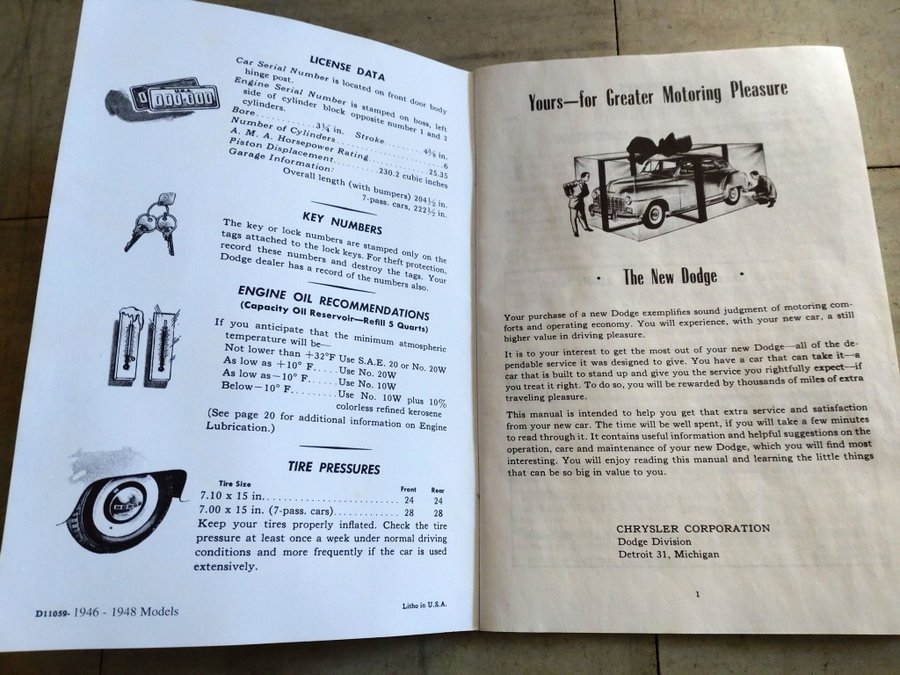 LICENSE DATA
Car Serial Number is located on front door body
hinge post.
Engine Serial Number is stamped on boss, left
side of cylinder block opposite number 1 and 2
cylinders.
Bore............3¼ in. Stroke............4⅝ in.
Number of Cylinders............6
A. M. A. Horsepower Rating............25.35
Piston Displacement............230.2 cubic inches
Garage Information:
Overall length (with bumpers) 204½ in.
7-pass. cars, 222½ in.
U.S.A.
000·000
KEY NUMBERS
The key or lock numbers are stamped only on the
tags attached to the lock keys. For theft protection,
record these numbers and destroy the tags. Your
Dodge dealer has a record of the numbers also.
ENGINE OIL RECOMMENDATIONS
(Capacity Oil Reservoir—Refill 5 Quarts)
If you anticipate that the minimum atmospheric
temperature will be—
Not lower than +32°F Use S.A.E. 20 or No. 20W
As low as +10° F......Use No. 20W
As low as −10° F......Use No. 10W
Below −10° F.........Use No. 10W plus 10%
colorless refined kerosene
(See page 20 for additional information on Engine
Lubrication.)
TIRE PRESSURES
Tire Size Front Rear
7.10 x 15 in............................ 24 24
7.00 x 15 in. (7-pass. cars)............. 28 28
Keep your tires properly inflated. Check the tire
pressure at least once a week under normal driving
conditions and more frequently if the car is used
extensively.
D11059- 1946 - 1948 Models
Litho in U.S.A.
Yours—for Greater Motoring Pleasure
· The New Dodge ·
Your purchase of a new Dodge exemplifies sound judgment of motoring com-
forts and operating economy. You will experience, with your new car, a still
higher value in driving pleasure.
It is to your interest to get the most out of your new Dodge—all of the de-
pendable service it was designed to give. You have a car that can take it—a
car that is built to stand up and give you the service you rightfully expect—if
you treat it right. To do so, you will be rewarded by thousands of miles of extra
traveling pleasure.
This manual is intended to help you get that extra service and satisfaction
from your new car. The time will be well spent, if you will take a few minutes
to read through it. It contains useful information and helpful suggestions on the
operation, care and maintenance of your new Dodge, which you will find most
interesting. You will enjoy reading this manual and learning the little things
that can be so big in value to you.
CHRYSLER CORPORATION
Dodge Division
Detroit 31, Michigan
1